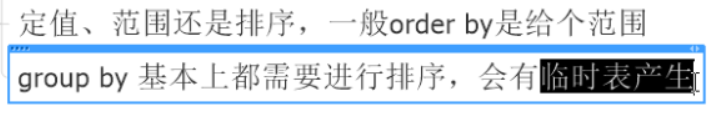 定值、范围还是排序，一般order by是给个范围
group by 基本上都需要进行排序，会有临时表产生